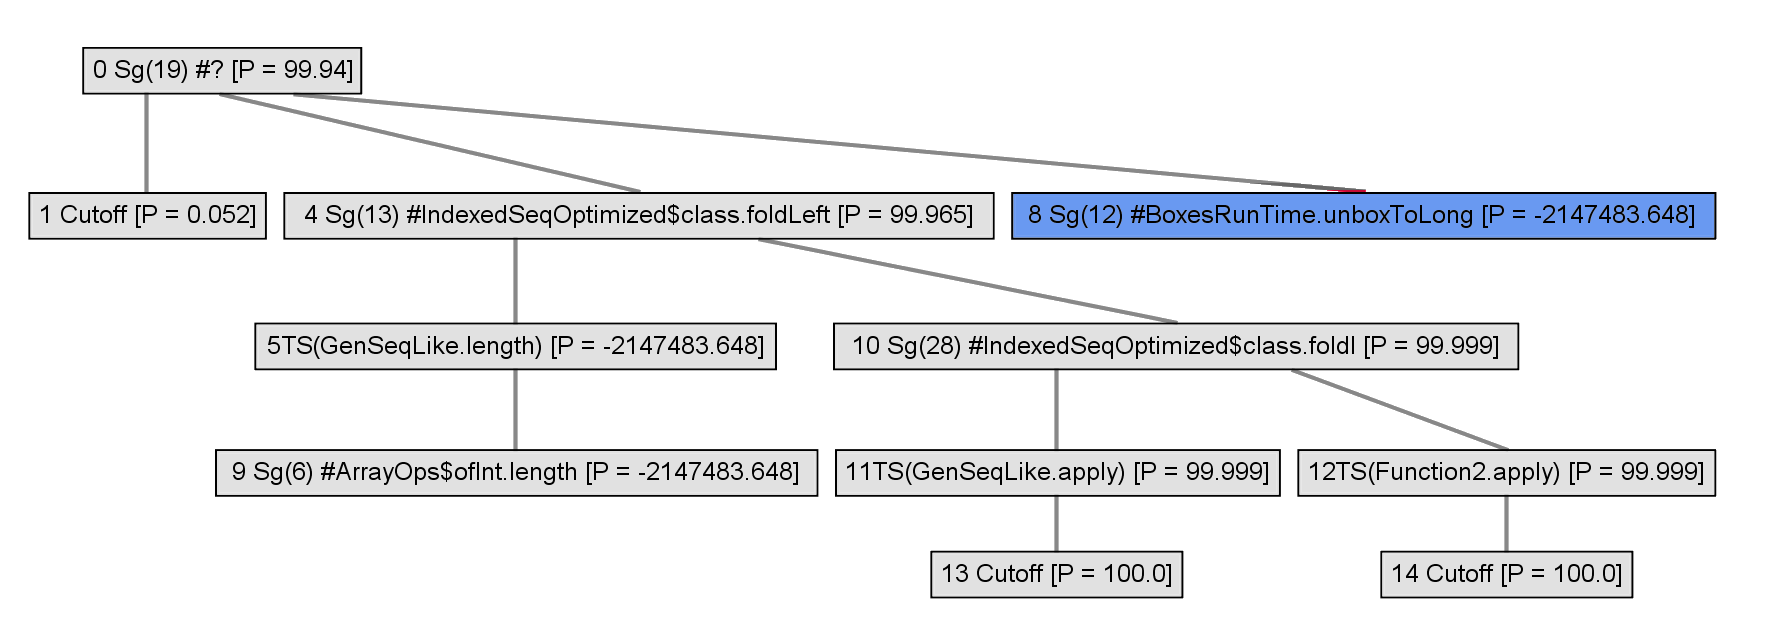 0 Sg(19) #? [P = 99.94]
1 Cutoff [P = 0.052]
4 Sg(13) #IndexedSeqOptimized$class.foldLeft [P = 99.965]
8 Sg(12) #BoxesRunTime.unboxToLong [P = -2147483.648]
5TS(GenSeqLike.length) [P = -2147483.648]
10 Sg(28) #IndexedSeqOptimized$class.foldl [P = 99.999]
9 Sg(6) #ArrayOps$ofInt.length [P = -2147483.648]
11TS(GenSeqLike.apply) [P = 99.999]
12TS(Function2.apply) [P = 99.999]
13 Cutoff [P = 100.0]
14 Cutoff [P = 100.0]